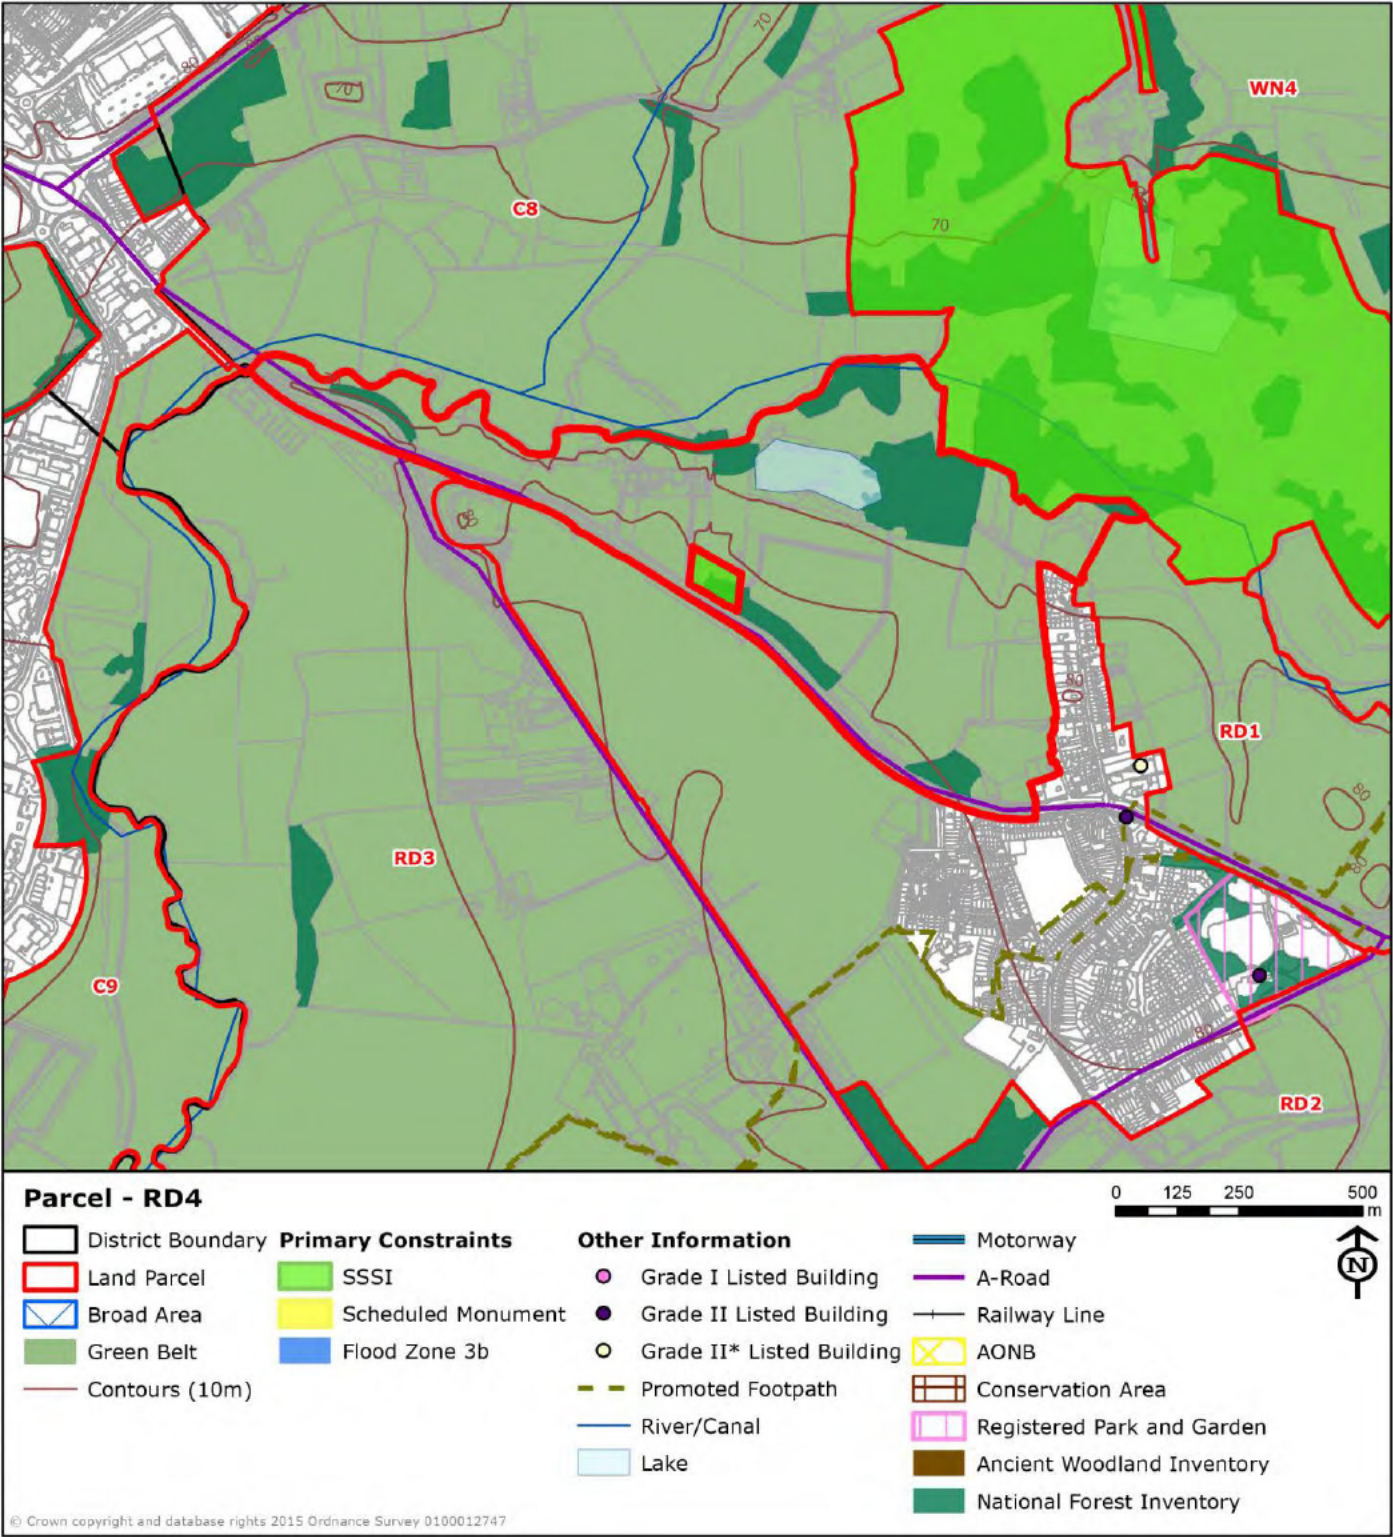 70
80
80
WN4
70
C8
70
70
80
80
RD1
80
RD3
80
C9
80
RD2
Parcel - RD4
0 125 250 500
m
District Boundary Primary Constraints Other Information Motorway
Land Parcel SSSI Grade I Listed Building A-Road
Broad Area Scheduled Monument Grade II Listed Building Railway Line
Green Belt Flood Zone 3b Grade II* Listed Building AONB
Contours (10m) Promoted Footpath Conservation Area
River/Canal Registered Park and Garden
Lake Ancient Woodland Inventory
National Forest Inventory
N
© Crown copyright and database rights 2015 Ordnance Survey 0100012747